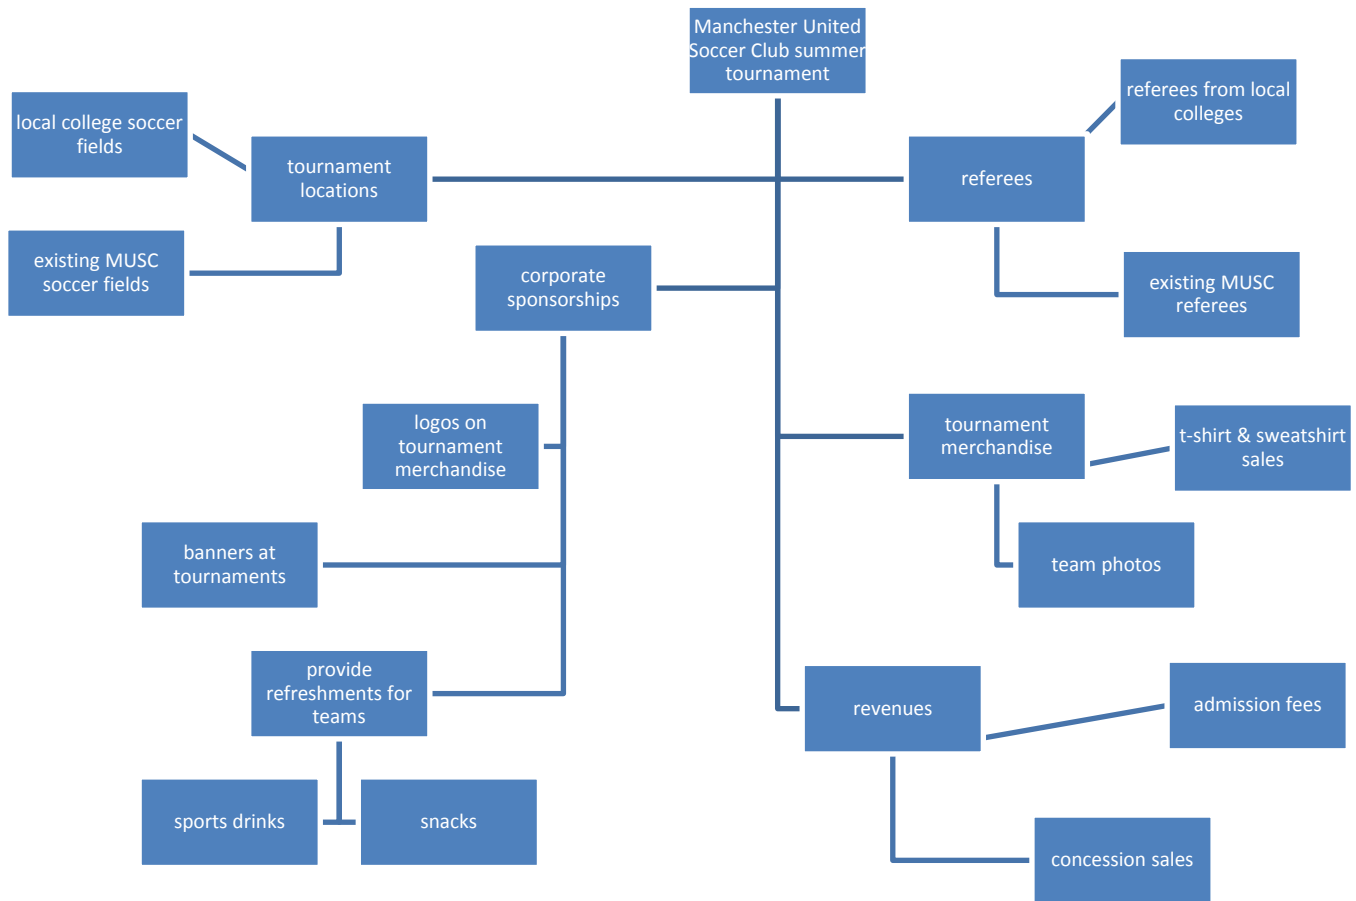 Manchester United
Soccer Club summer
tournament
local college soccer
fields
tournament
locations
existing MUSC
soccer fields
referees from local
colleges
referees
existing MUSC
referees
corporate
sponsorships
logos on
tournament
merchandise
banners at
tournaments
provide
refreshments for
teams
sports drinks
snacks
tournament
merchandise
t-shirt & sweatshirt
sales
team photos
revenues
admission fees
concession sales